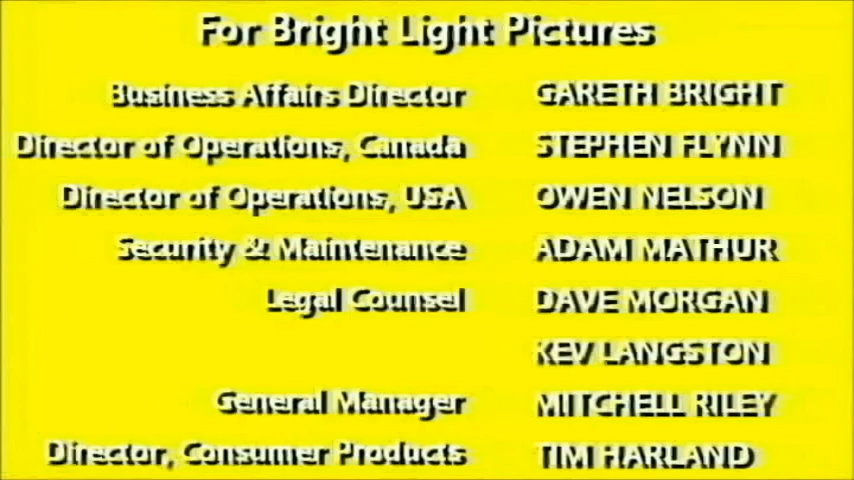 For Bright Light Pictures
Business Affairs Director GARETH BRIGHT
Director of Operations, Canada STEPHEN FLYNN
Director of Operations, USA OWEN NELSON
Security & Maintenance ADAM MATHUR
Legal Counsel DAVE MORGAN
KEV LANGSTON
General Manager MITCHELL RILEY
Director, Consumer Products TIM HARLAND